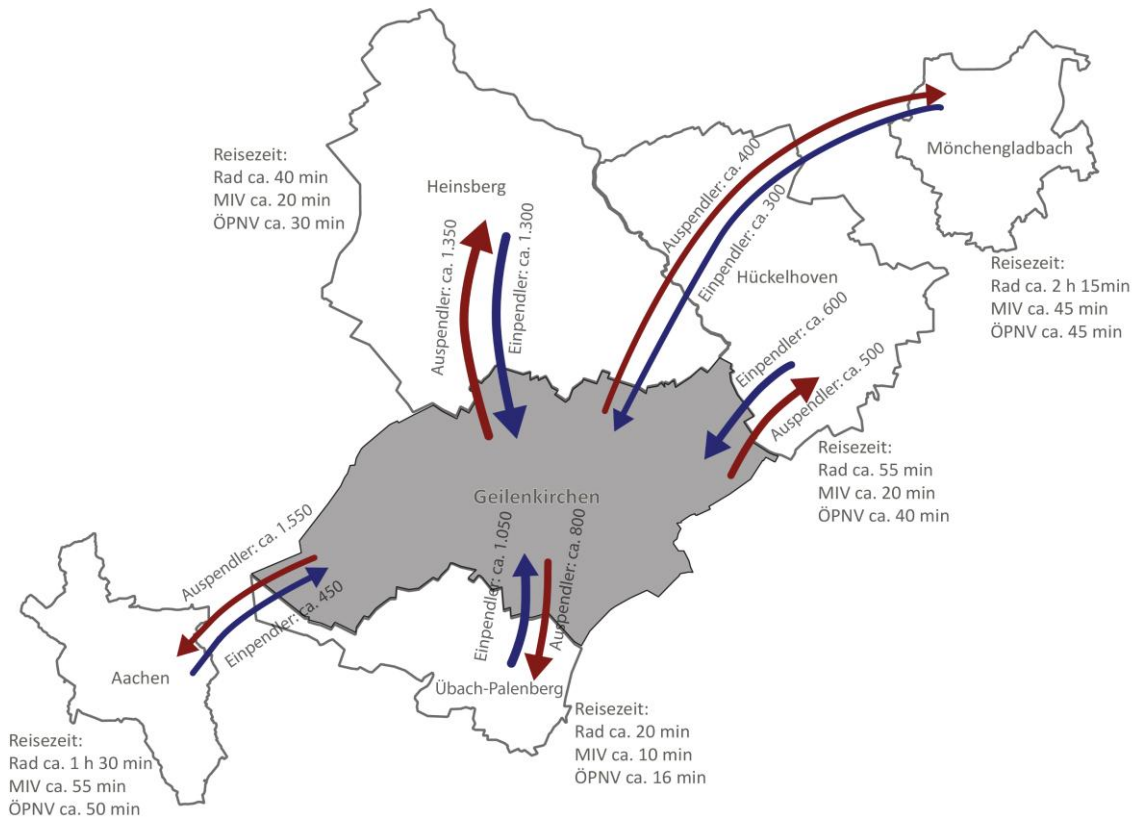 Mönchengladbach
Reisezeit:
Rad ca. 40 min
MIV ca. 20 min
ÖPNV ca. 30 min
Heinsberg
Auspendler: ca. 400
Einpendler: ca. 300
Auspendler: ca. 1.350
Einpendler: ca. 1.300
Hückelhoven
Reisezeit:
Rad ca. 2 h 15min
MIV ca. 45 min
ÖPNV ca. 45 min
Einpendler: ca. 600
Auspendler: ca. 500
Reisezeit:
Rad ca. 55 min
MIV ca. 20 min
ÖPNV ca. 40 min
Geilenkirchen
Auspendler: ca. 1.550
Einpendler: ca. 450
Einpendler: ca. 1.050
Auspendler: ca. 800
Aachen
Übach-Palenberg
Reisezeit:
Rad ca. 20 min
MIV ca. 10 min
ÖPNV ca. 16 min
Reisezeit:
Rad ca. 1 h 30 min
MIV ca. 55 min
ÖPNV ca. 50 min